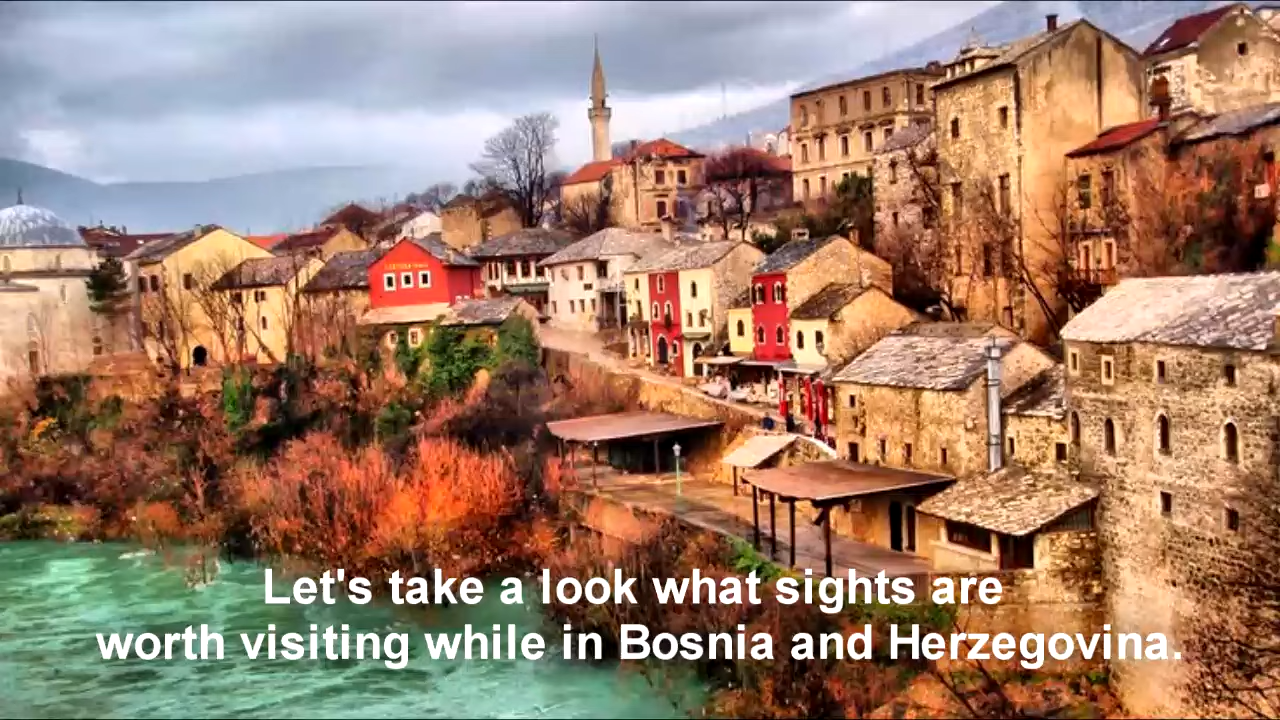 Let's take a look what sights are
worth visiting while in Bosnia and Herzegovina.